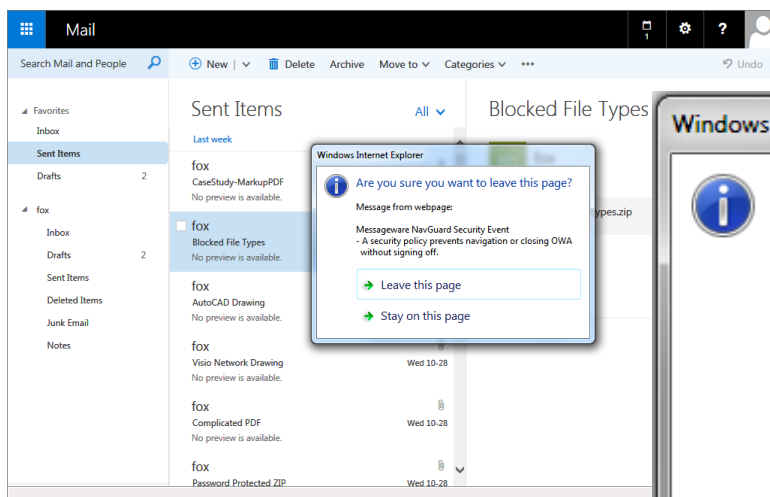 Mail
1
?
Search Mail and People
New
Delete
Archive
Move to
Categories
•••
Undo
Favorites
Inbox
Sent Items
Drafts 2
fox
Inbox
Drafts 2
Sent Items
Deleted Items
Junk Email
Notes
Sent Items
All
Last week
fox
CaseStudy-MarkupPDF
No preview is available.
fox
Blocked File Types
No preview is available.
fox
AutoCAD Drawing
No preview is available.
fox
Visio Network Drawing Wed 10-28
No preview is available.
fox
Complicated PDF Wed 10-28
No preview is available.
fox
Password Protected ZIP Wed 10-28
Blocked File Types
ypes.zip
Windows Internet Explorer
Are you sure you want to leave this page?
Message from webpage:
Messageware NavGuard Security Event
- A security policy prevents navigation or closing OWA
without signing off.
Leave this page
Stay on this page
Windows